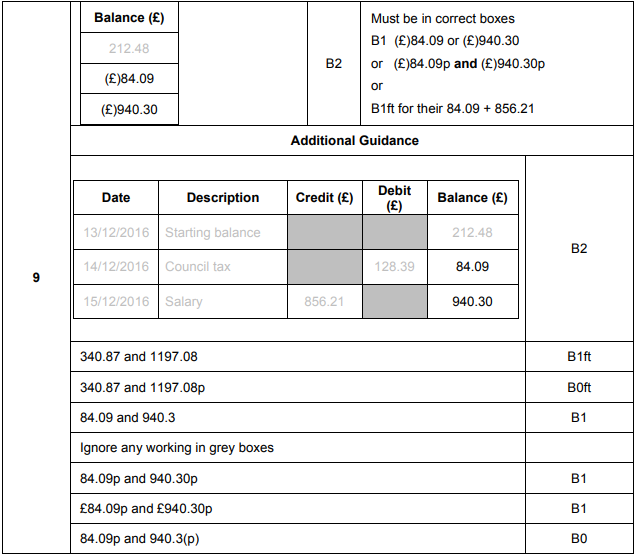 Balance (£)
212.48
(£)84.09
(£)940.30
B2
Must be in correct boxes
B1 (£)84.09 or (£)940.30
or (£)84.09p and (£)940.30p
or
B1ft for their 84.09 + 856.21
Additional Guidance
9
Date Description Credit (£) Debit (£) Balance (£)
13/12/2016 Starting balance 212.48
14/12/2016 Council tax 128.39 84.09
15/12/2016 Salary 856.21 940.30
B2
340.87 and 1197.08 B1ft
340.87 and 1197.08p B0ft
84.09 and 940.3 B1
Ignore any working in grey boxes
84.09p and 940.30p B1
£84.09p and £940.30p B1
84.09p and 940.3(p) B0